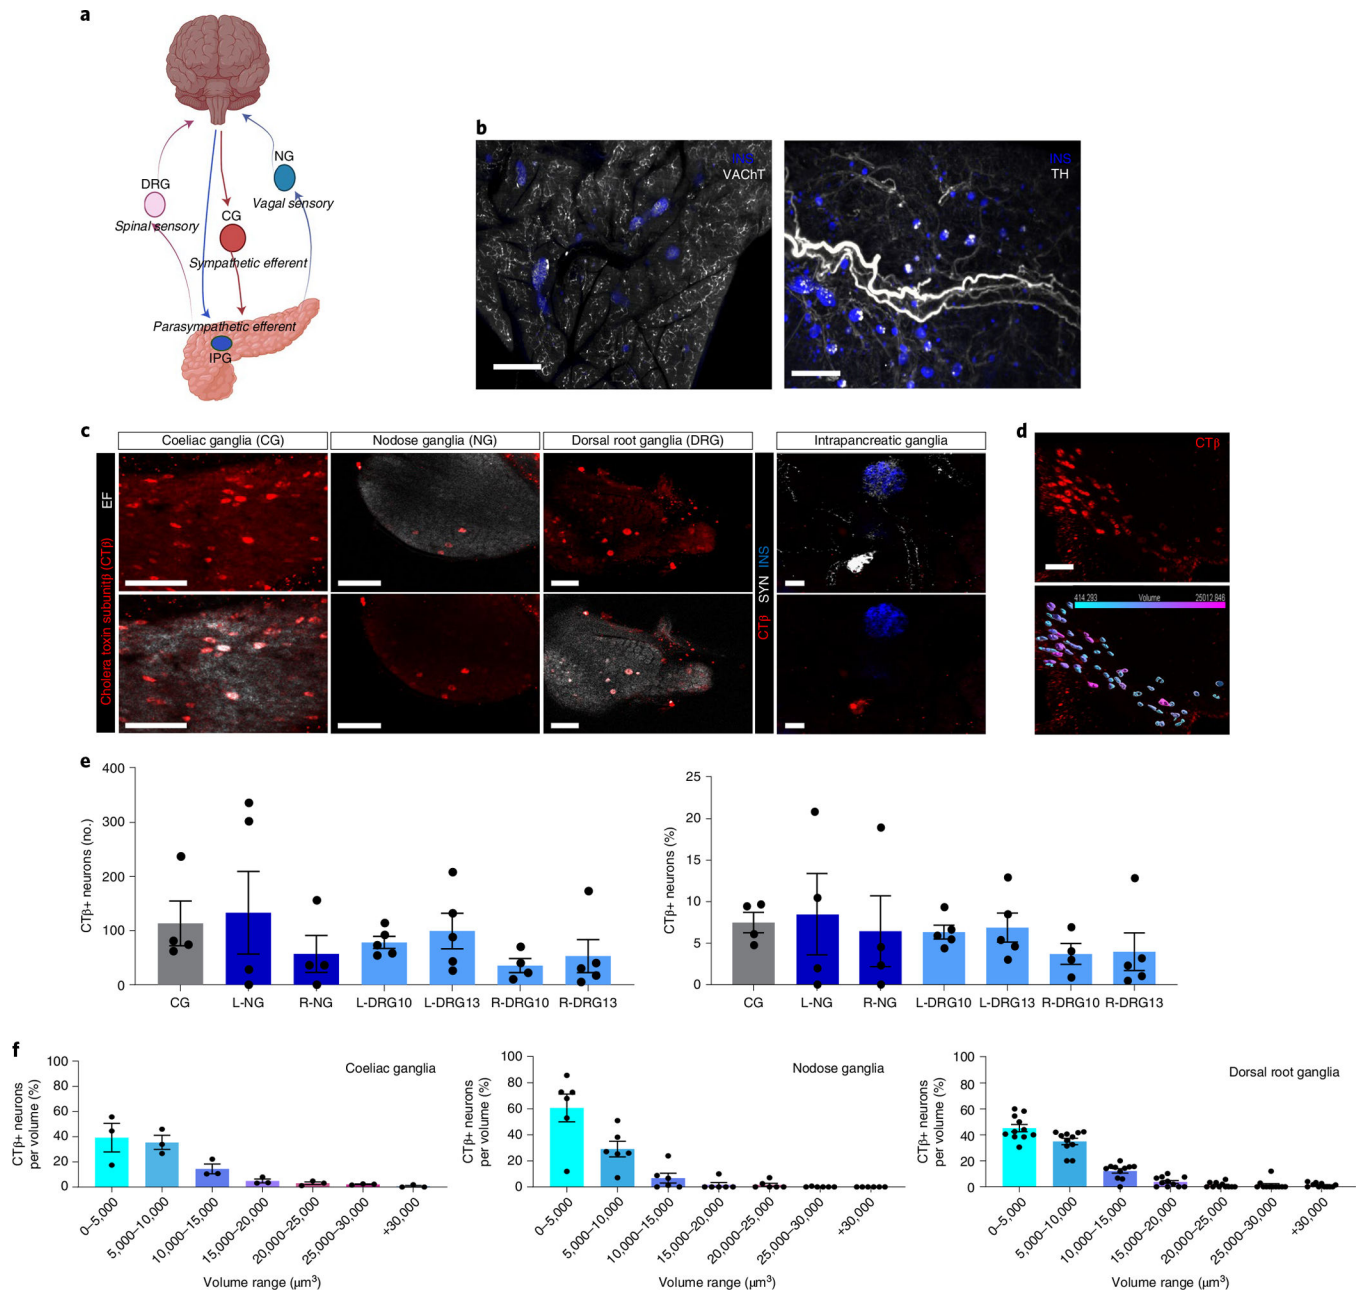 a
NG
DRG
Vagal sensory
CG
Spinal sensory
Sympathetic efferent
Parasympathetic efferent
IPG
b
INS
VAChT
INS
TH
c
Coeliac ganglia (CG)
Nodose ganglia (NG)
Dorsal root ganglia (DRG)
Intrapancreatic ganglia
Cholera toxin subunitβ (CTβ)
EF
CTβ SYN INS
d
CTβ
414.293 Volume 25012.846
e
CTβ+ neurons (no.)
400
300
200
100
0
CG L-NG R-NG L-DRG10 L-DRG13 R-DRG10 R-DRG13
CTβ+ neurons (%)
25
20
15
10
5
0
CG L-NG R-NG L-DRG10 L-DRG13 R-DRG10 R-DRG13
f
Coeliac ganglia
CTβ+ neurons
per volume (%)
100
80
60
40
20
0
0–5,000
5,000–10,000
10,000–15,000
15,000–20,000
20,000–25,000
25,000–30,000
+30,000
Volume range (μm³)
Nodose ganglia
CTβ+ neurons
per volume (%)
100
80
60
40
20
0
0–5,000
5,000–10,000
10,000–15,000
15,000–20,000
20,000–25,000
25,000–30,000
+30,000
Volume range (μm³)
Dorsal root ganglia
CTβ+ neurons
per volume (%)
100
80
60
40
20
0
0–5,000
5,000–10,000
10,000–15,000
15,000–20,000
20,000–25,000
25,000–30,000
+30,000
Volume range (μm³)